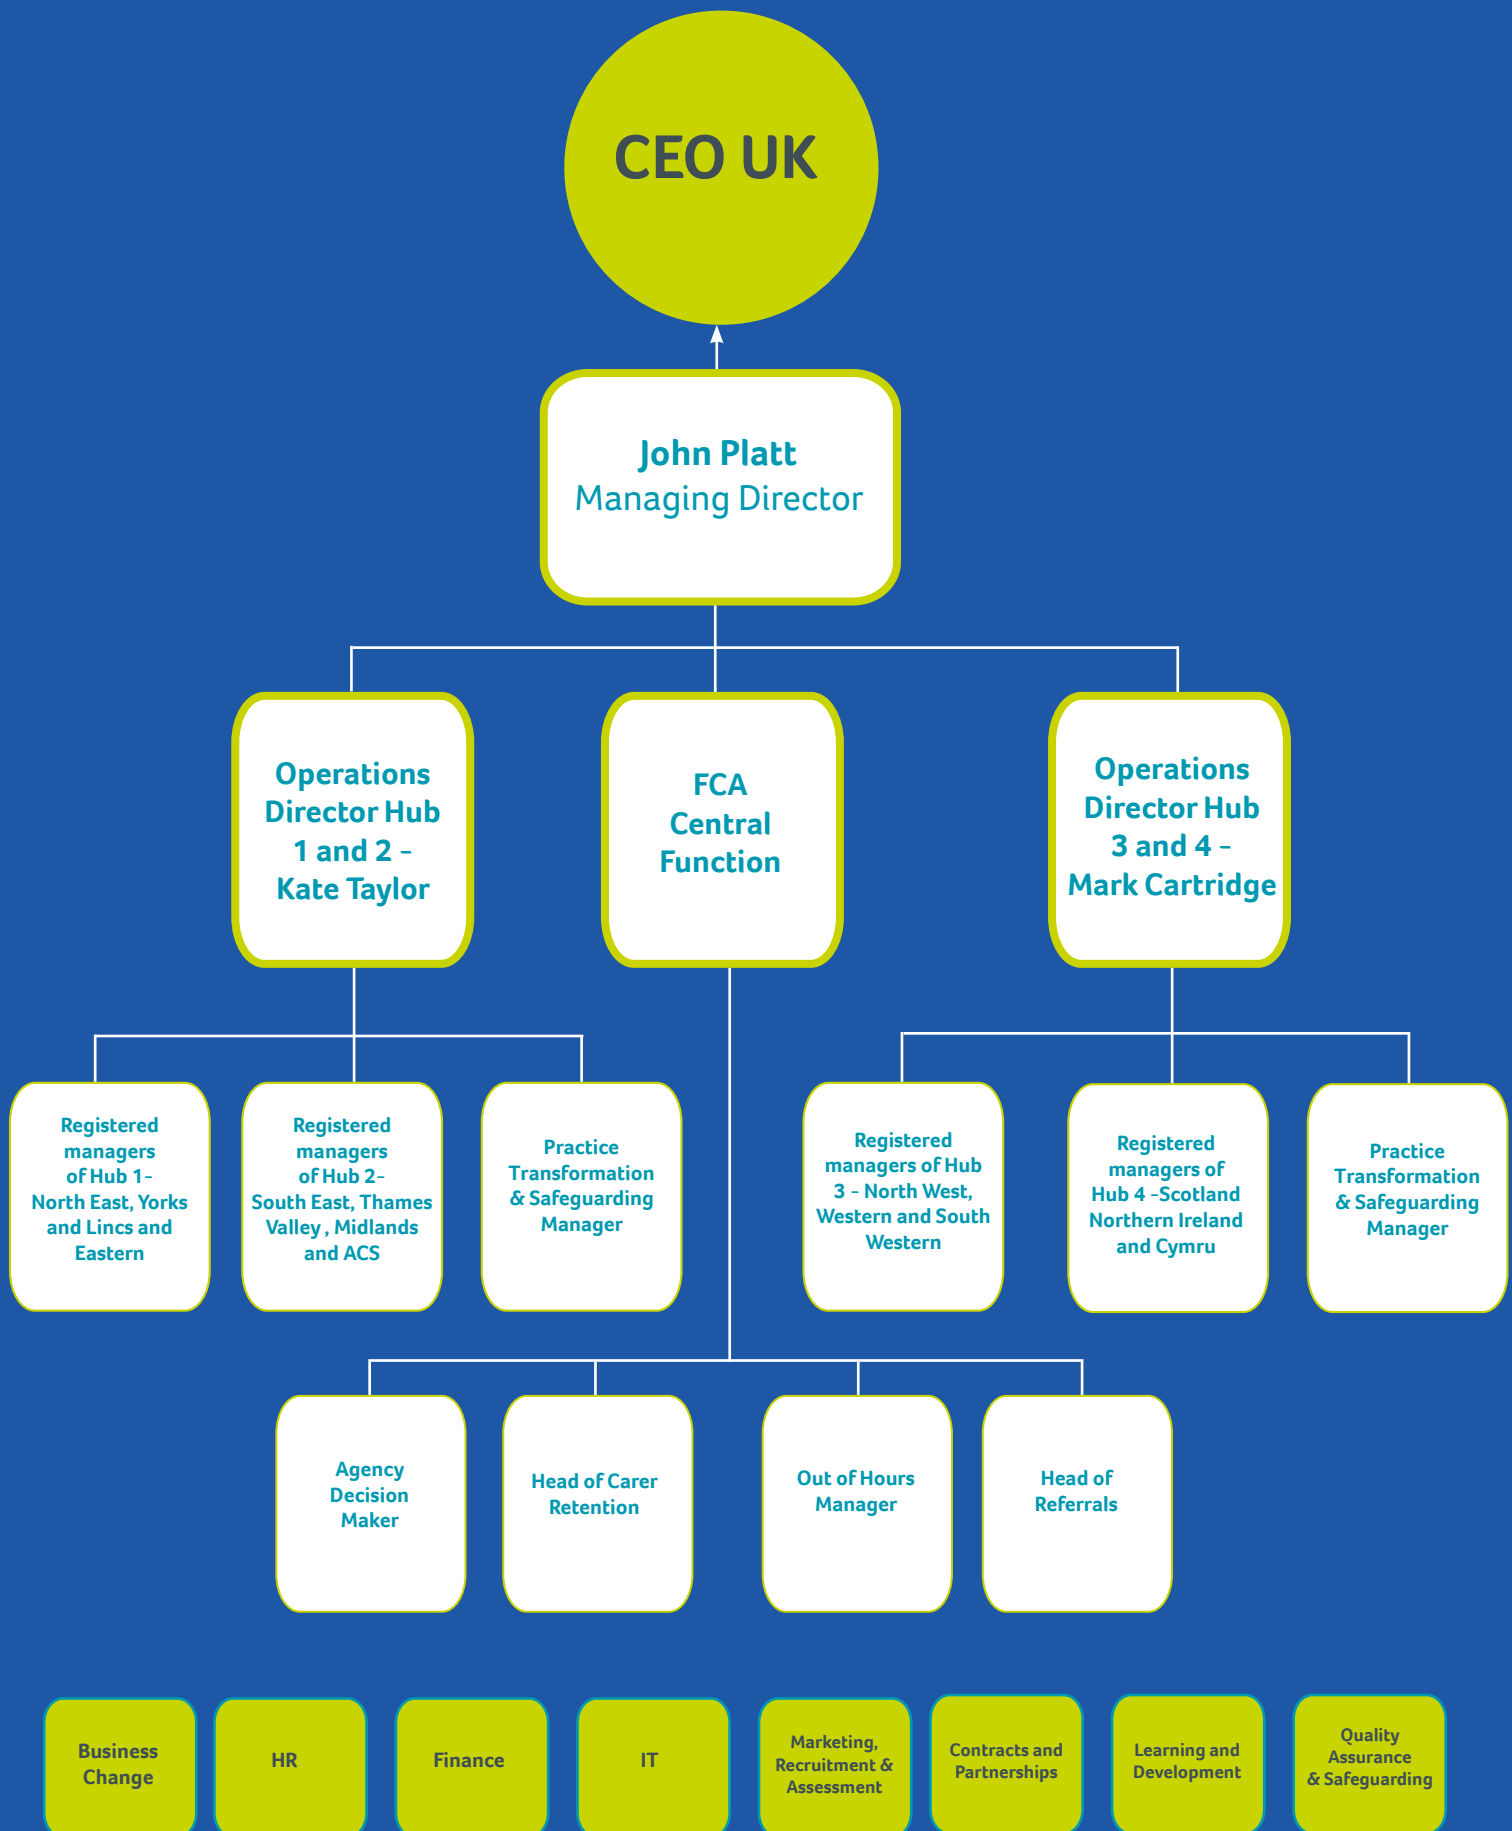 CEO UK
John Platt
Managing Director
Operations
Director Hub
1 and 2 -
Kate Taylor
FCA
Central
Function
Operations
Director Hub
3 and 4 -
Mark Cartridge
Registered
managers
of Hub 1-
North East, Yorks
and Lincs and
Eastern
Registered
managers
of Hub 2-
South East, Thames
Valley , Midlands
and ACS
Practice
Transformation
& Safeguarding
Manager
Registered
managers of Hub
3 - North West,
Western and South
Western
Registered
managers of
Hub 4 -Scotland
Northern Ireland
and Cymru
Practice
Transformation
& Safeguarding
Manager
Agency
Decision
Maker
Head of Carer
Retention
Out of Hours
Manager
Head of
Referrals
Business
Change
HR
Finance
IT
Marketing,
Recruitment &
Assessment
Contracts and
Partnerships
Learning and
Development
Quality
Assurance
& Safeguarding